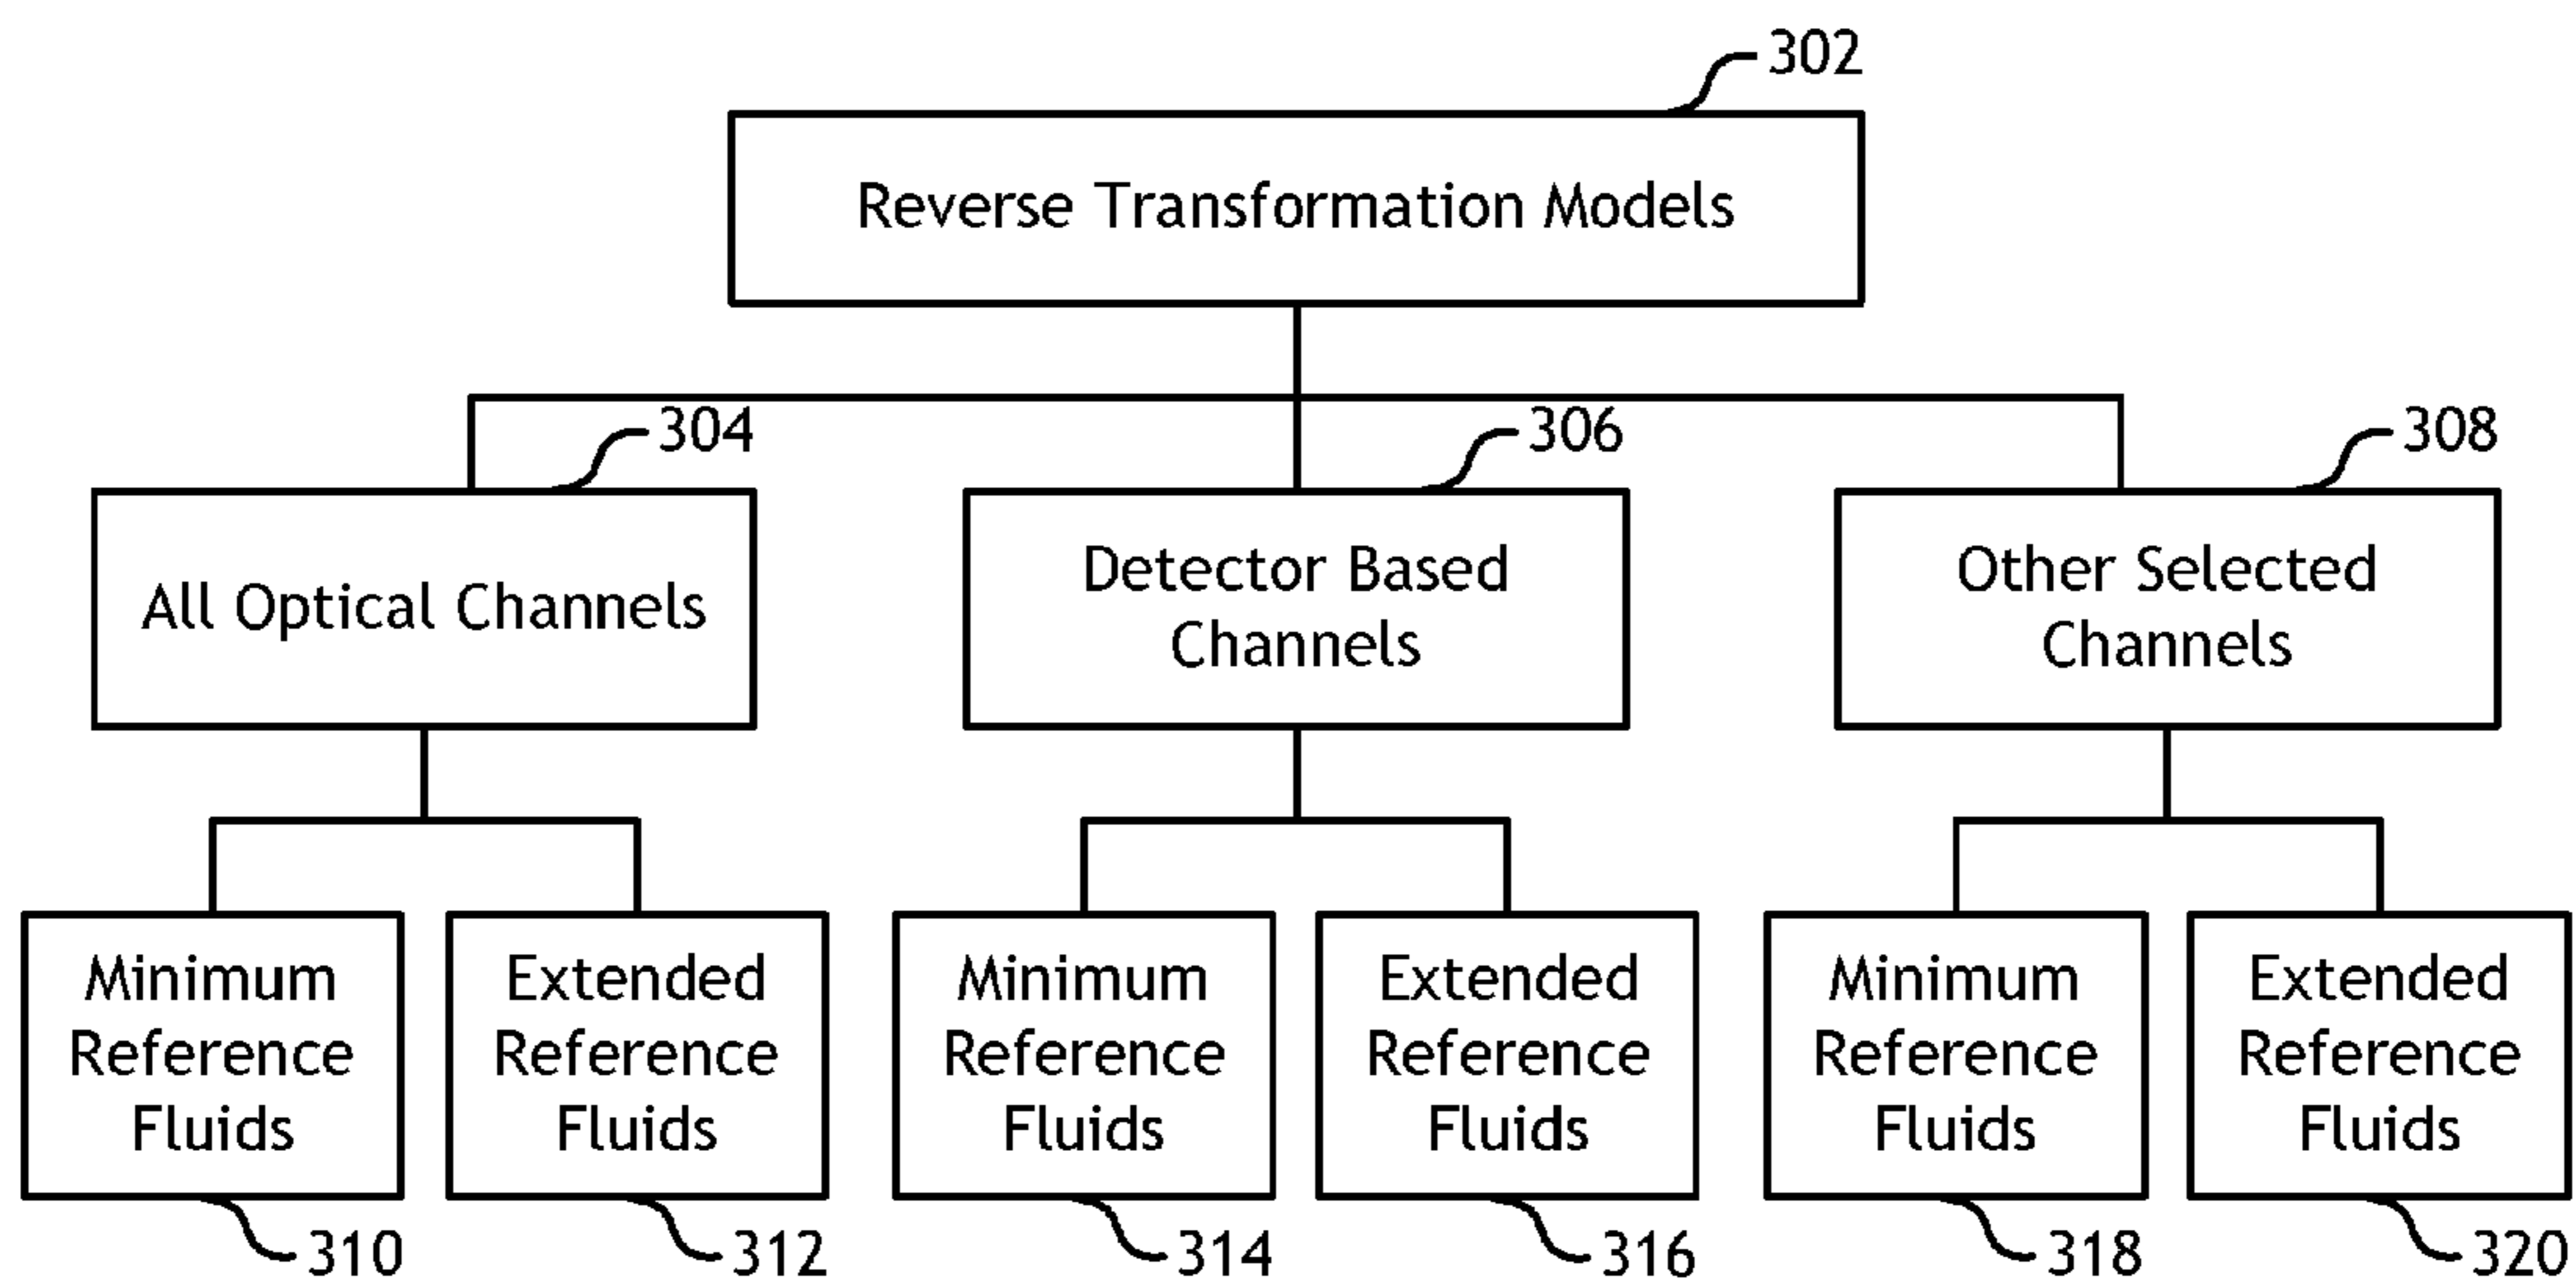 302
Reverse Transformation Models
304
306
308
All Optical Channels
Detector Based
Channels
Other Selected
Channels
Minimum
Reference
Fluids
Extended
Reference
Fluids
Minimum
Reference
Fluids
Extended
Reference
Fluids
Minimum
Reference
Fluids
Extended
Reference
Fluids
310
312
314
316
318
320